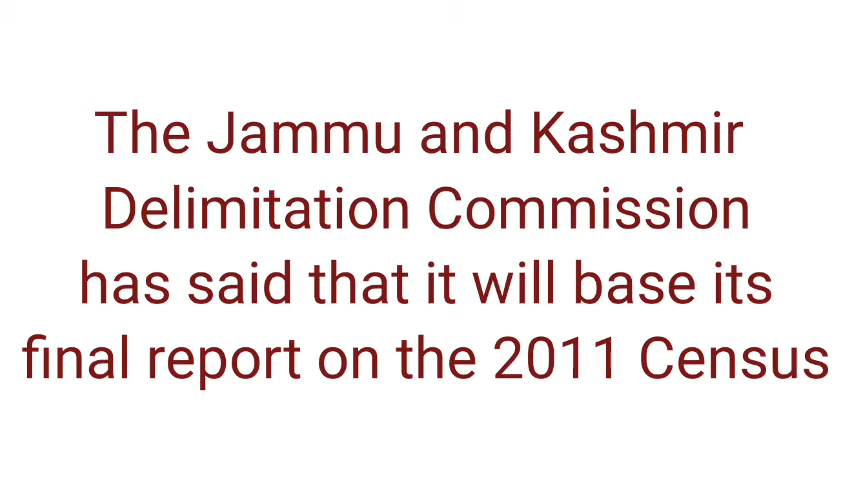 The Jammu and Kashmir
Delimitation Commission
has said that it will base its
final report on the 2011 Census